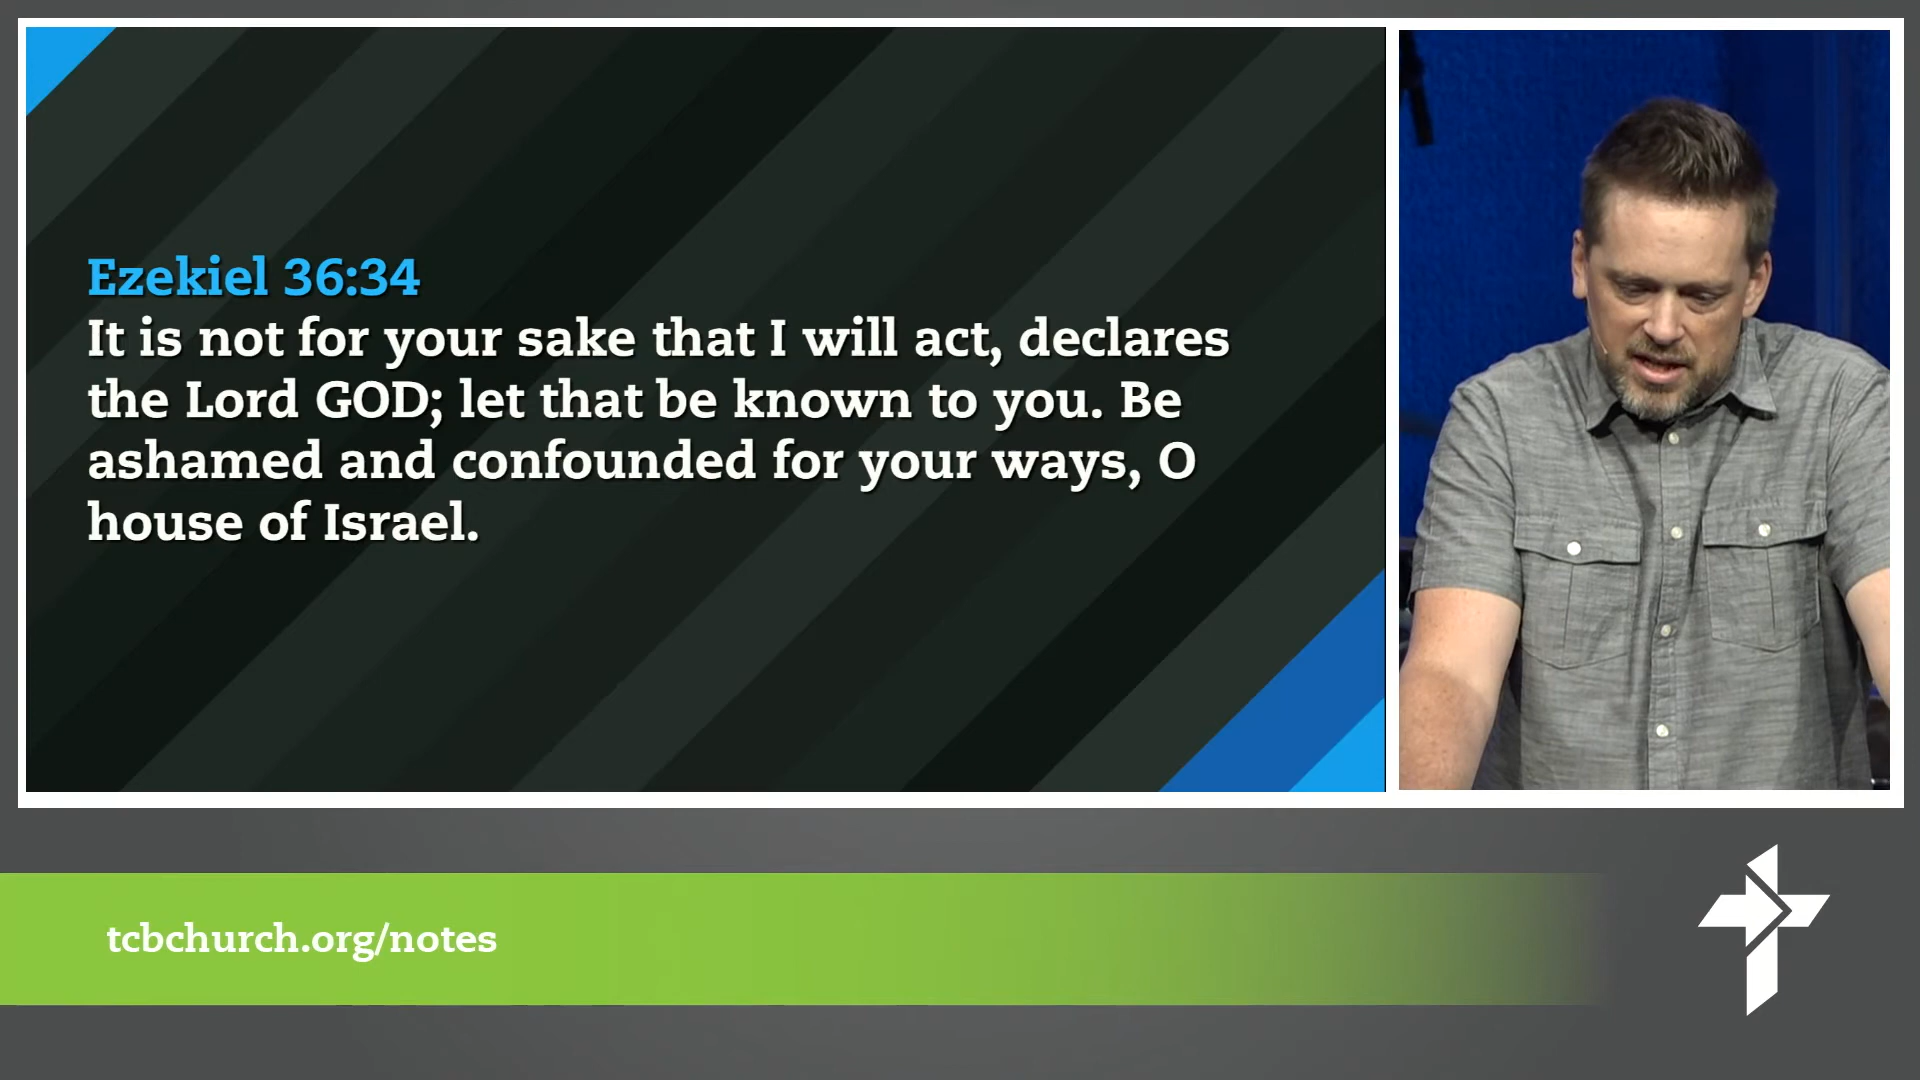 Ezekiel 36:34
It is not for your sake that I will act, declares
the Lord GOD; let that be known to you. Be
ashamed and confounded for your ways, O
house of Israel.
tcbchurch.org/notes